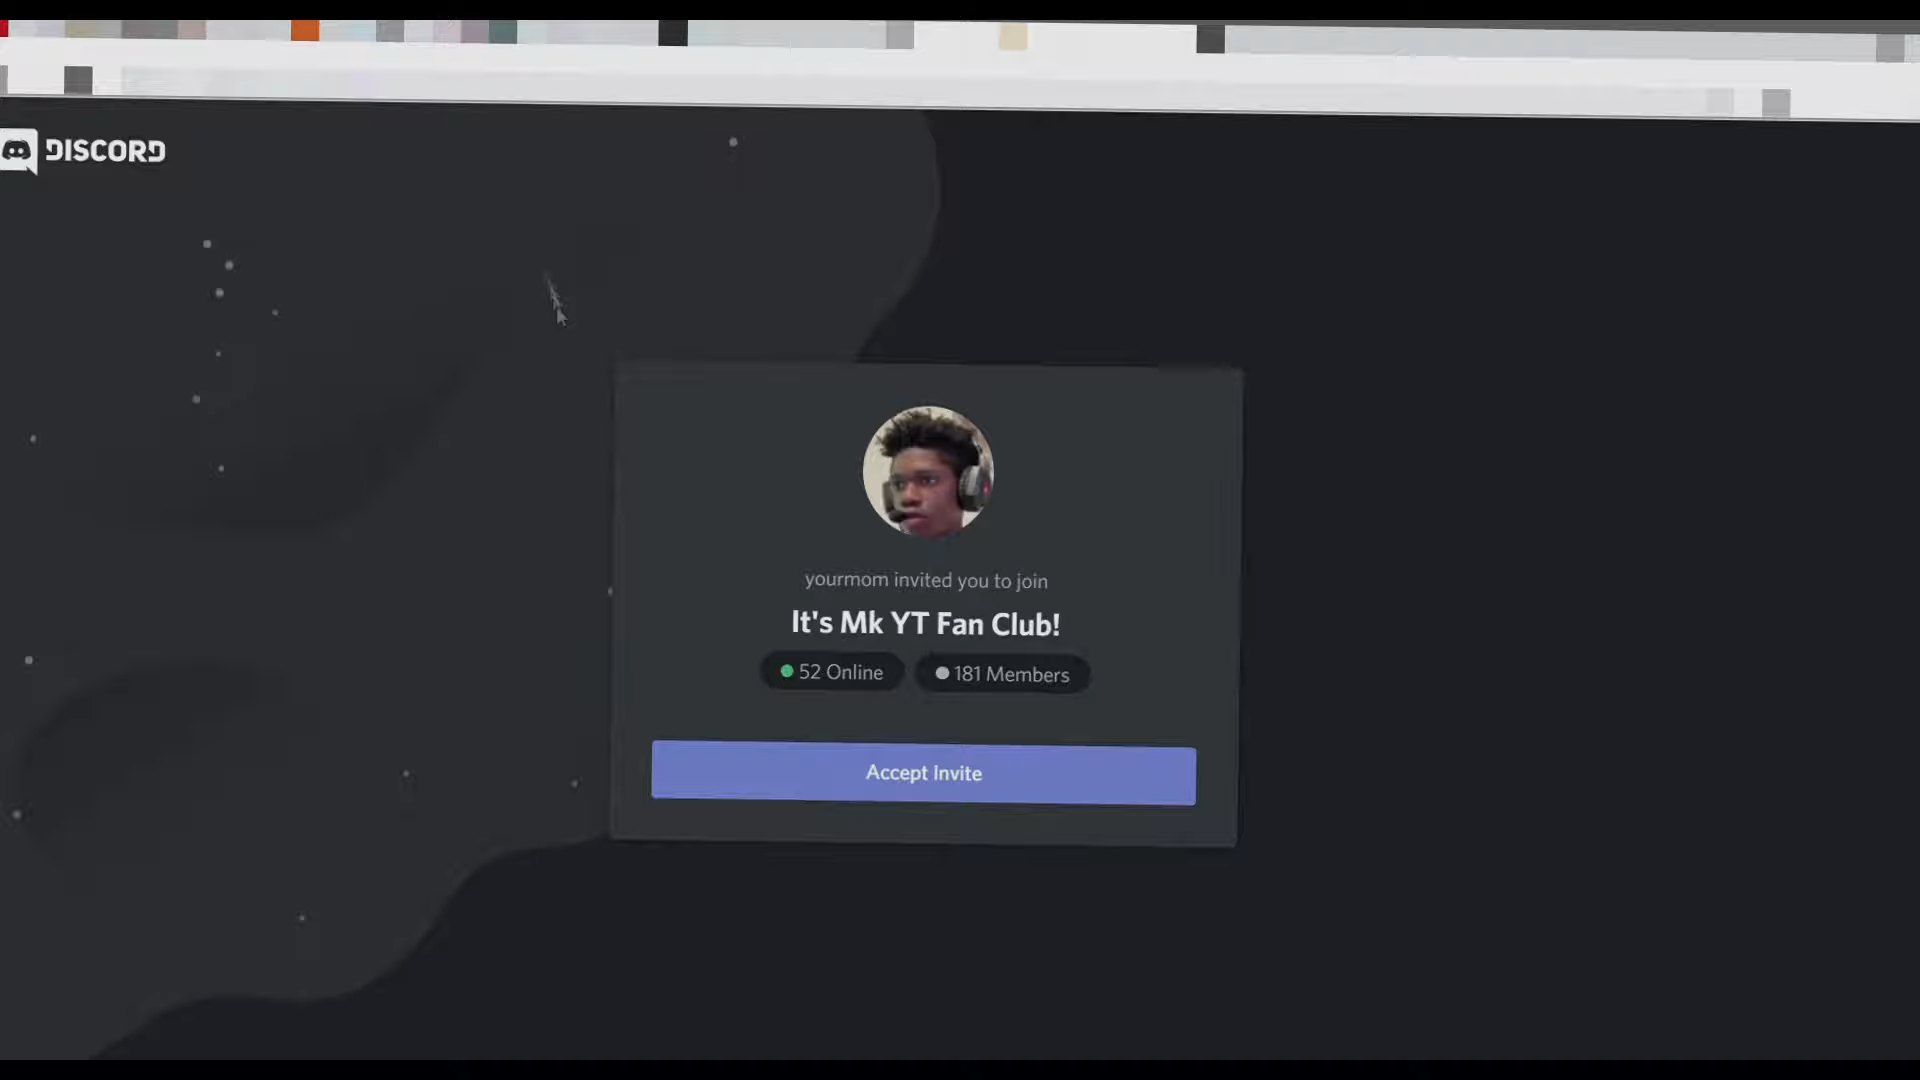 DISCORD
yourmom invited you to join
It's Mk YT Fan Club!
52 Online
181 Members
Accept Invite